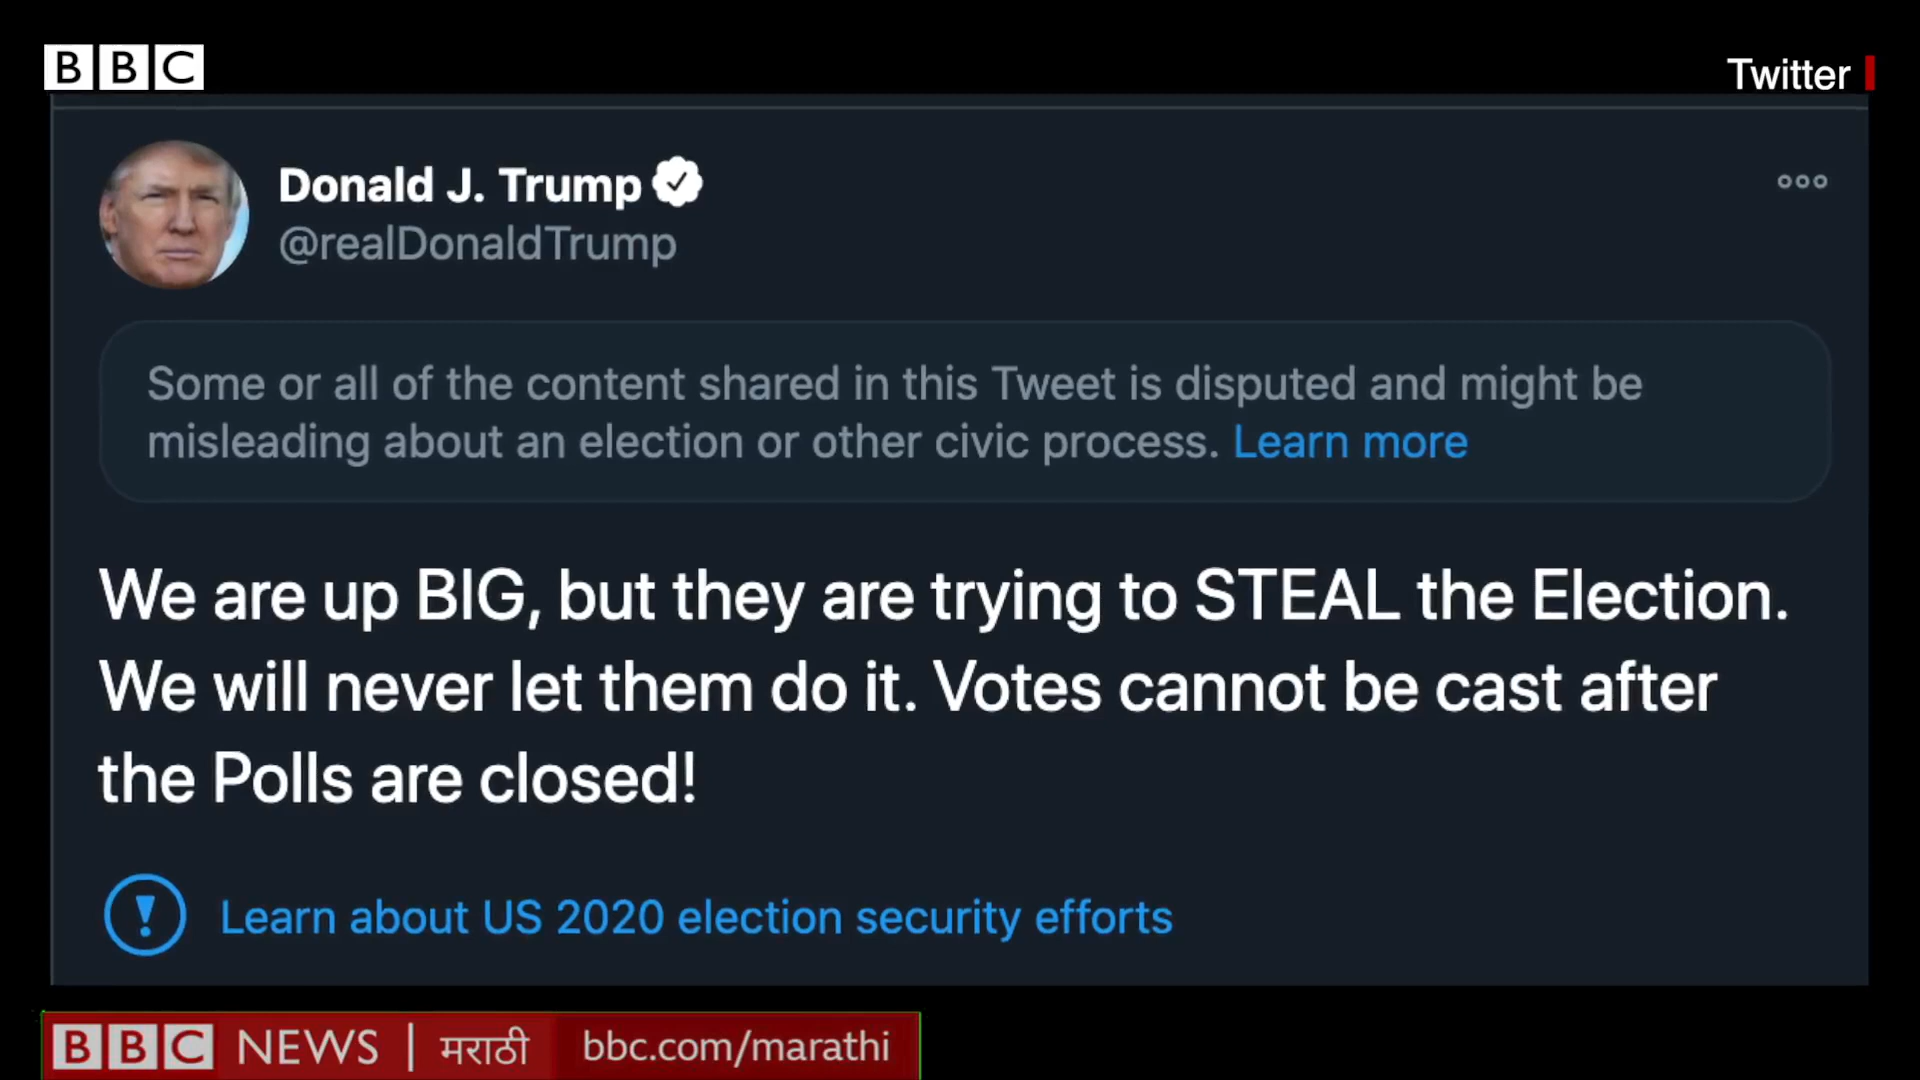 BBC
Twitter
Donald J. Trump
@realDonaldTrump
Some or all of the content shared in this Tweet is disputed and might be
misleading about an election or other civic process. Learn more
We are up BIG, but they are trying to STEAL the Election.
We will never let them do it. Votes cannot be cast after
the Polls are closed!
Learn about US 2020 election security efforts
BBC NEWS | मराठी bbc.com/marathi